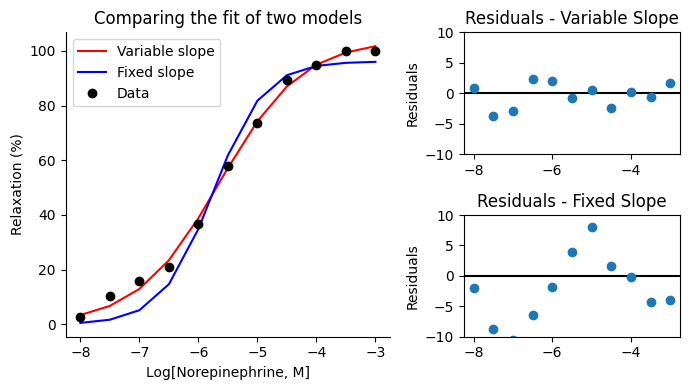 Comparing the fit of two models
Variable slope
Fixed slope
Data
Relaxation (%)
100
80
60
40
20
0
−8
−7
−6
−5
−4
−3
Log[Norepinephrine, M]
Residuals - Variable Slope
Residuals
10
5
0
−5
−10
−8
−6
−4
Residuals - Fixed Slope
Residuals
10
5
0
−5
−10
−8
−6
−4